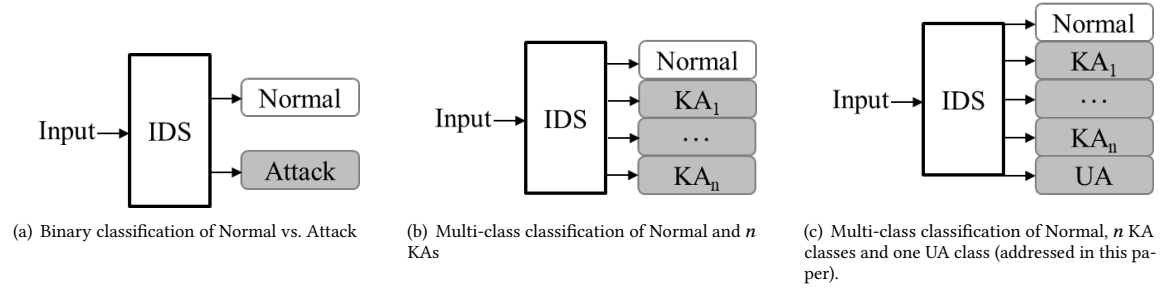 Input
IDS
Normal
Attack
(a) Binary classification of Normal vs. Attack
Input
IDS
Normal
KA1
...
KAn
(b) Multi-class classification of Normal and n
KAs
Input
IDS
Normal
KA1
...
KAn
UA
(c) Multi-class classification of Normal, n KA
classes and one UA class (addressed in this pa-
per).